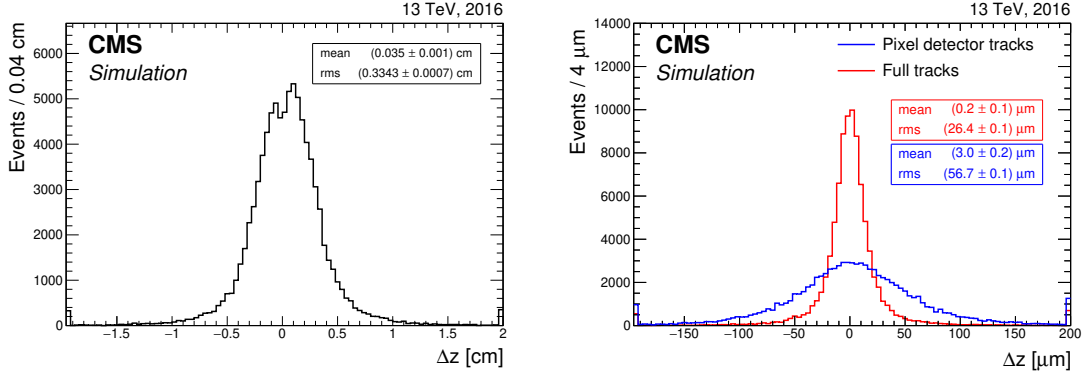 13 TeV, 2016
CMS
Simulation
mean (0.035 ± 0.001) cm
rms (0.3343 ± 0.0007) cm
Events / 0.04 cm
6000
5000
4000
3000
2000
1000
0
−1.5 −1 −0.5 0 0.5 1 1.5 2
Δz [cm]
13 TeV, 2016
CMS
Simulation
Pixel detector tracks
Full tracks
mean (0.2 ± 0.1) μm
rms (26.4 ± 0.1) μm
mean (3.0 ± 0.2) μm
rms (56.7 ± 0.1) μm
Events / 4 μm
14000
12000
10000
8000
6000
4000
2000
0
−150 −100 −50 0 50 100 150 200
Δz [μm]